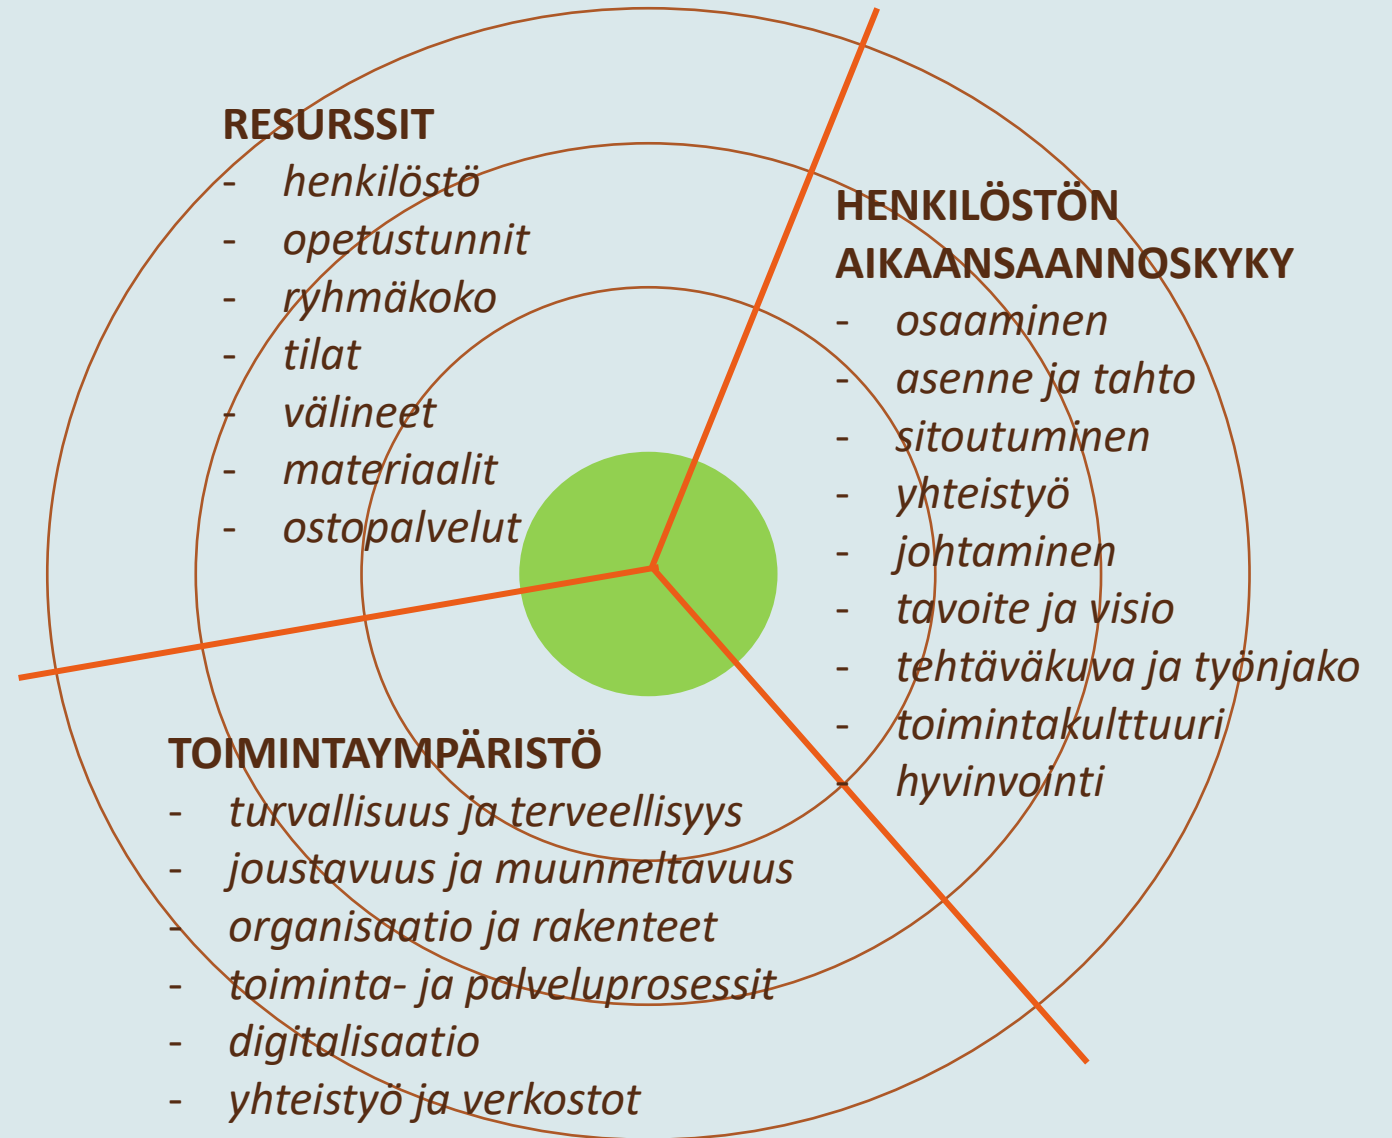 RESURSSIT
- henkilöstö
- opetustunnit
- ryhmäkoko
- tilat
- välineet
- materiaalit
- ostopalvelut
HENKILÖSTÖN
AIKAANSAANNOSKYKY
- osaaminen
- asenne ja tahto
- sitoutuminen
- yhteistyö
- johtaminen
- tavoite ja visio
- tehtäväkuva ja työnjako
- toimintakulttuuri
- hyvinvointi
TOIMINTAYMPÄRISTÖ
- turvallisuus ja terveellisyys
- joustavuus ja muunneltavuus
- organisaatio ja rakenteet
- toiminta- ja palveluprosessit
- digitalisaatio
- yhteistyö ja verkostot